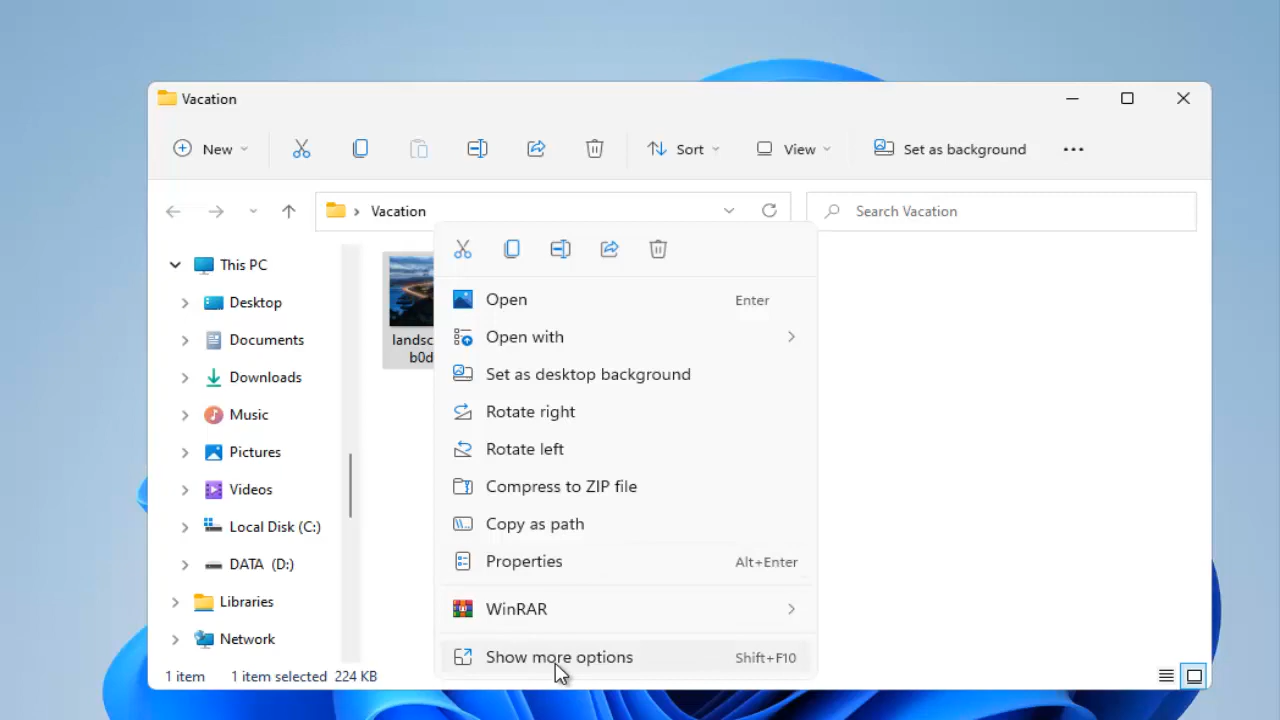 Vacation
New
Sort
View
Set as background
Vacation
Search Vacation
This PC
Desktop
Documents
Downloads
Music
Pictures
Videos
Local Disk (C:)
DATA (D:)
Libraries
Network
landsc
b0d
Open Enter
Open with
Set as desktop background
Rotate right
Rotate left
Compress to ZIP file
Copy as path
Properties Alt+Enter
WinRAR
Show more options Shift+F10
1 item 1 item selected 224 KB